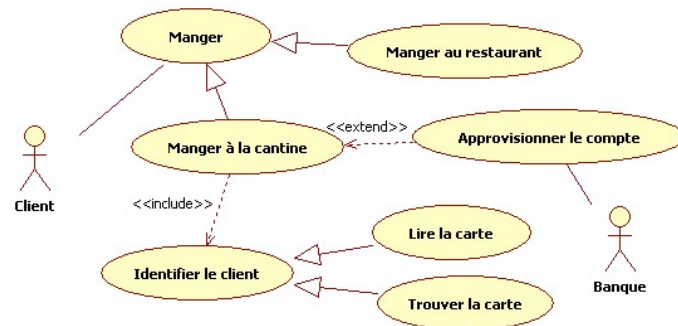 Manger
Manger au restaurant
<<extend>>
Manger à la cantine
Approvisionner le compte
Client
<<include>>
Lire la carte
Identifier le client
Banque
Trouver la carte